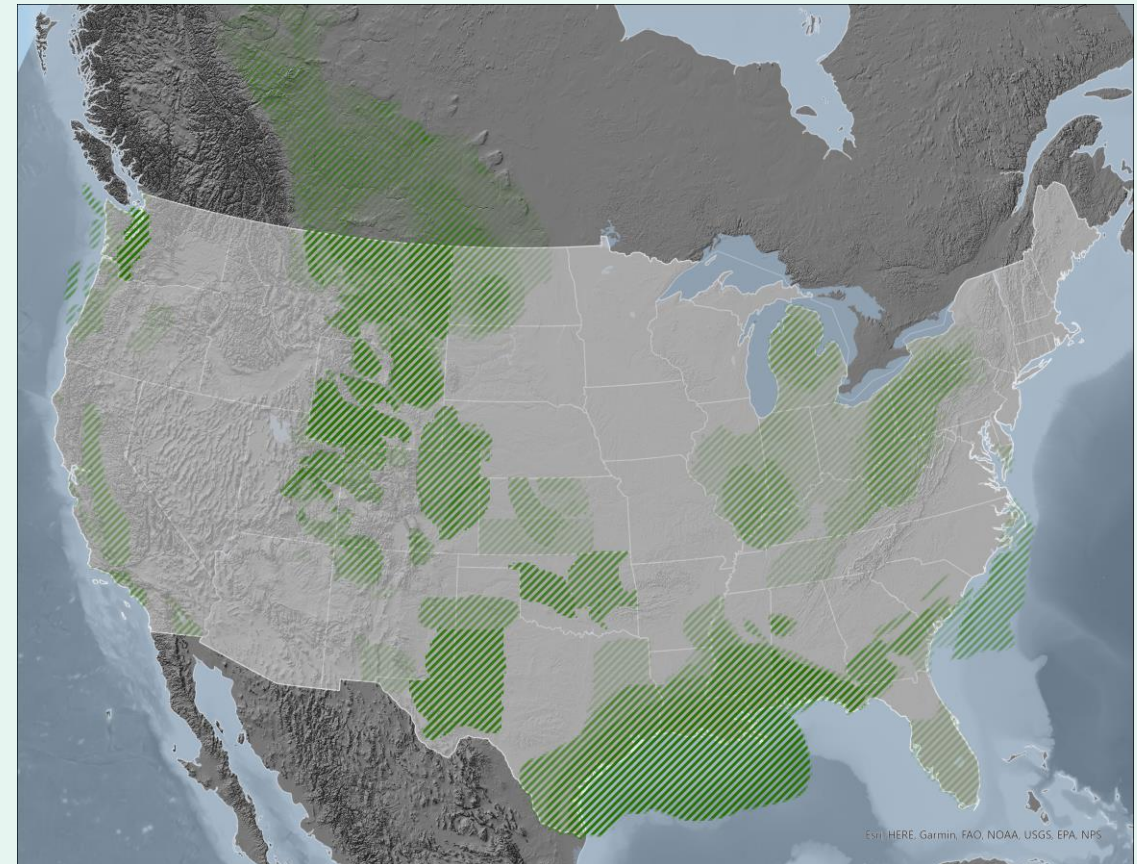 Esri, HERE, Garmin, FAO, NOAA, USGS, EPA, NPS